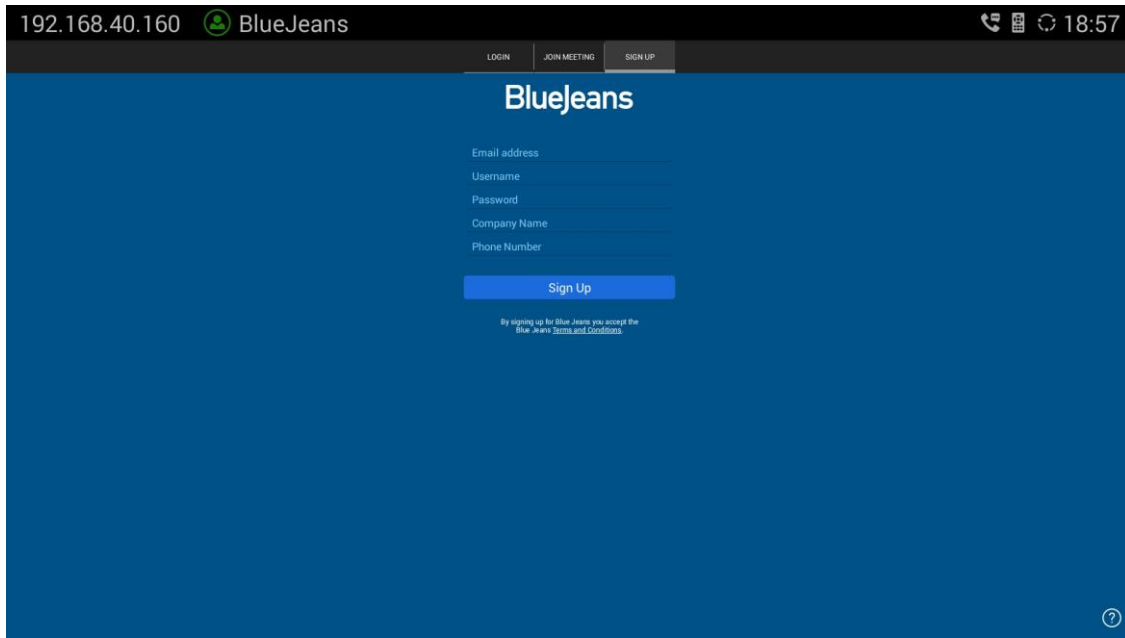 192.168.40.160 BlueJeans 18:57
LOGIN JOIN MEETING SIGN UP
BlueJeans
Email address
Username
Password
Company Name
Phone Number
Sign Up
By signing up for Blue Jeans you accept the
Blue Jeans Terms and Conditions.
?